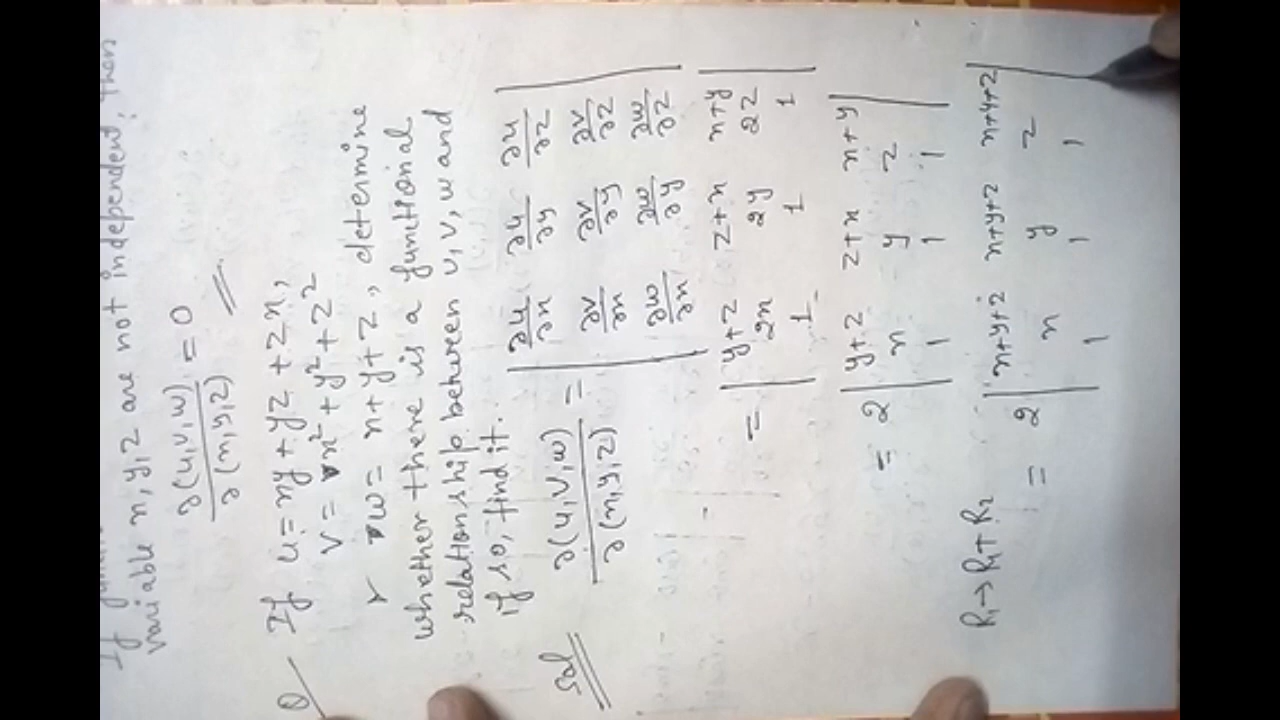 variable x, y, z are not independent, then
∂(u,v,w)/∂(x,y,z) = 0
Q If u = xy + yz + zx,
v = x² + y² + z²
w = x + y + z, determine
whether there is a functional
relationship between u, v, w and
if so, find it.
Sol ∂(u,v,w)/∂(x,y,z) = | ∂u/∂x ∂u/∂y ∂u/∂z |
| ∂v/∂x ∂v/∂y ∂v/∂z |
| ∂w/∂x ∂w/∂y ∂w/∂z |
= | y+z z+x x+y |
| 2x 2y 2z |
| 1 1 1 |
= 2 | y+z z+x x+y |
| x y z |
| 1 1 1 |
R₁→R₁+R₂
= 2 | x+y+z x+y+z x+y+z |
| x y z |
| 1 1 1 |